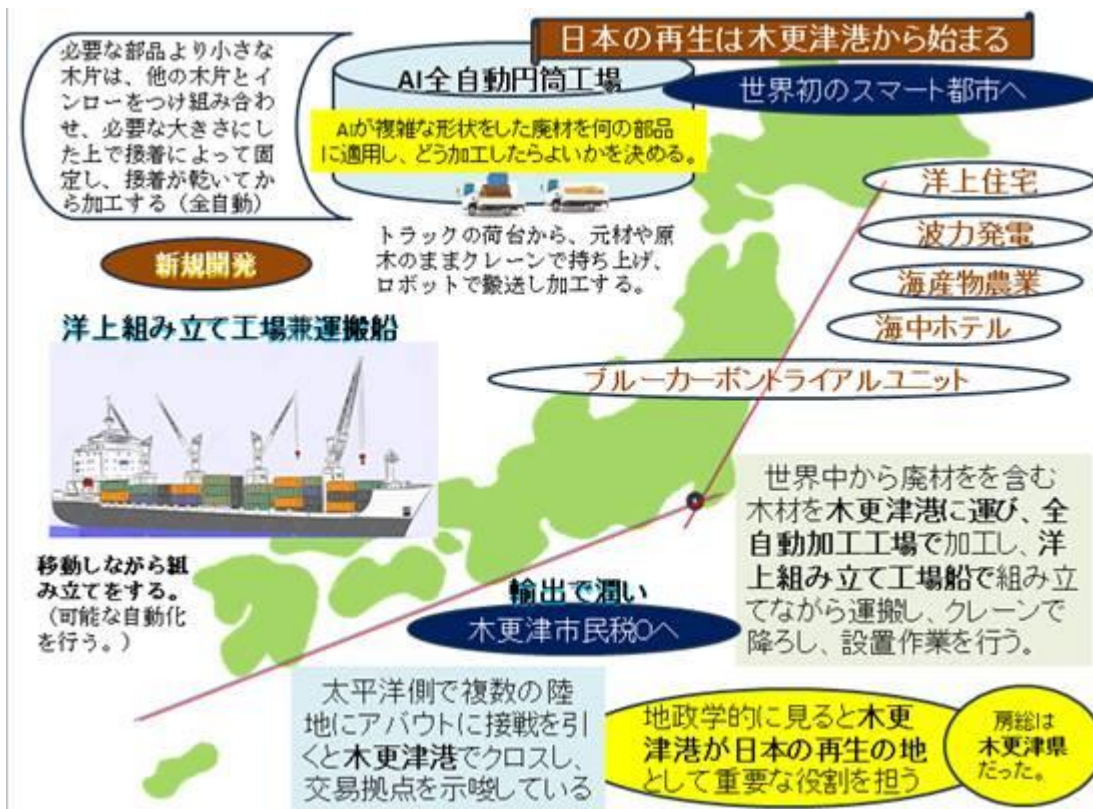 日本の再生は木更津港から始まる
世界初のスマート都市へ
必要な部品より小さな
木片は、他の木片とイ
ンローをつけ組み合わ
せ、必要な大きさにし
た上で接着によって固
定し、接着が乾いてか
ら加工する（全自動）
新規開発
AI全自動円筒工場
AIが複雑な形状をした廃材を何の部品
に適用し、どう加工したらよいかを決める。
トラックの荷台から、元材や原
木のままクレーンで持ち上げ、
ロボットで搬送し加工する。
洋上住宅
波力発電
海産物農業
海中ホテル
ブルーカーボントライアルユニット
洋上組み立て工場兼運搬船
移動しながら組
み立てをする。
（可能な自動化
を行う。）
世界中から廃材をを含む
木材を木更津港に運び、全
自動加工工場で加工し、洋
上組み立て工場船で組み立
てながら運搬し、クレーンで
降ろし、設置作業を行う。
輸出で潤い
木更津市民税0へ
太平洋側で複数の陸
地にアバウトに接戦を引
くと木更津港でクロスし、
交易拠点を示唆している
地政学的に見ると木更
津港が日本の再生の地
として重要な役割を担う
房総は
木更津県
だった。